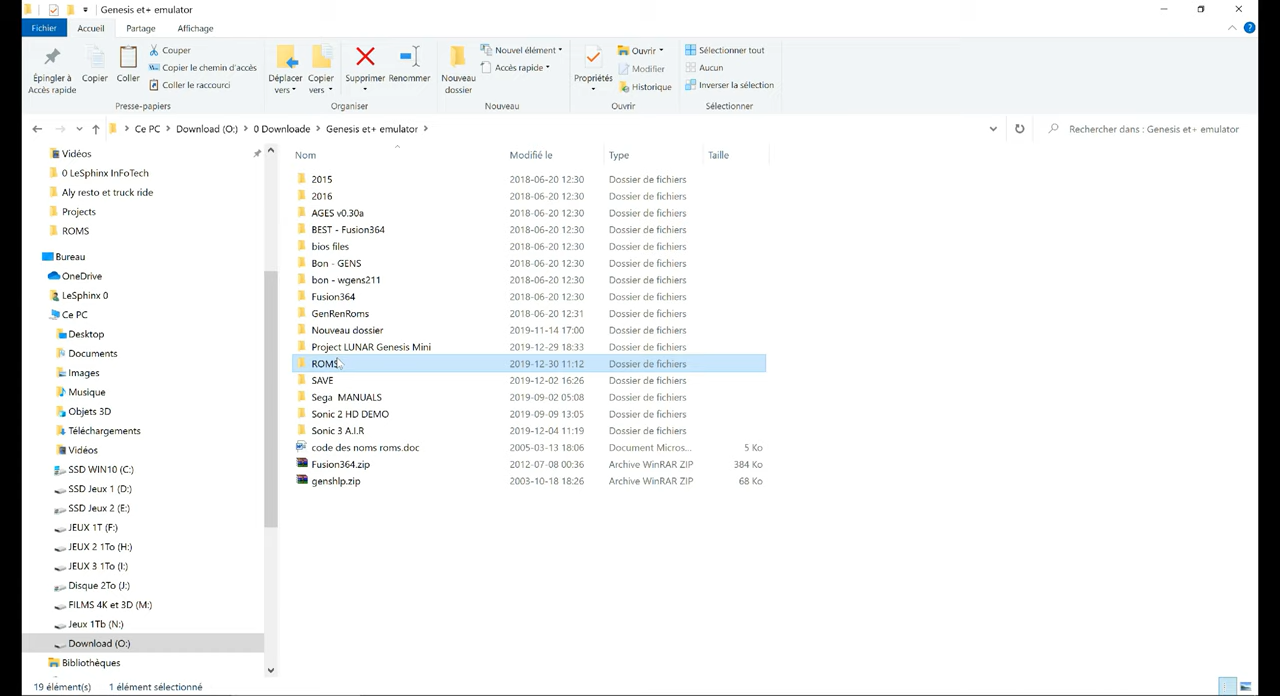 Genesis et+ emulator
Fichier Accueil Partage Affichage
Épingler à Accès rapide
Copier
Coller
Couper
Copier le chemin d'accès
Coller le raccourci
Presse-papiers
Déplacer vers
Copier vers
Supprimer
Renommer
Organiser
Nouveau dossier
Nouvel élément
Accès rapide
Nouveau
Propriétés
Ouvrir
Modifier
Historique
Ouvrir
Sélectionner tout
Aucun
Inverser la sélection
Sélectionner
Ce PC > Download (O:) > 0 Downloade > Genesis et+ emulator >
Rechercher dans : Genesis et+ emulator
Vidéos
0 LeSphinx InFoTech
Aly resto et truck ride
Projects
ROMS
Bureau
OneDrive
LeSphinx 0
Ce PC
Desktop
Documents
Images
Musique
Objets 3D
Téléchargements
Vidéos
SSD WIN10 (C:)
SSD Jeux 1 (D:)
SSD Jeux 2 (E:)
JEUX 1T (F:)
JEUX 2 1To (H:)
JEUX 3 1To (I:)
Disque 2To (J:)
FILMS 4K et 3D (M:)
Jeux 1Tb (N:)
Download (O:)
Bibliothèques
Nom Modifié le Type Taille
2015 2018-06-20 12:30 Dossier de fichiers
2016 2018-06-20 12:30 Dossier de fichiers
AGES v0.30a 2018-06-20 12:30 Dossier de fichiers
BEST - Fusion364 2018-06-20 12:30 Dossier de fichiers
bios files 2018-06-20 12:30 Dossier de fichiers
Bon - GENS 2018-06-20 12:30 Dossier de fichiers
bon - wgens211 2018-06-20 12:30 Dossier de fichiers
Fusion364 2018-06-20 12:30 Dossier de fichiers
GenRenRoms 2018-06-20 12:31 Dossier de fichiers
Nouveau dossier 2019-11-14 17:00 Dossier de fichiers
Project LUNAR Genesis Mini 2019-12-29 18:33 Dossier de fichiers
ROMS 2019-12-30 11:12 Dossier de fichiers
SAVE 2019-12-02 16:26 Dossier de fichiers
Sega MANUALS 2019-09-02 05:08 Dossier de fichiers
Sonic 2 HD DEMO 2019-09-09 13:05 Dossier de fichiers
Sonic 3 A.I.R 2019-12-04 11:19 Dossier de fichiers
code des noms roms.doc 2005-03-13 18:06 Document Micros... 5 Ko
Fusion364.zip 2012-07-08 00:36 Archive WinRAR ZIP 384 Ko
genshlp.zip 2003-10-18 18:26 Archive WinRAR ZIP 68 Ko
19 élément(s) 1 élément sélectionné